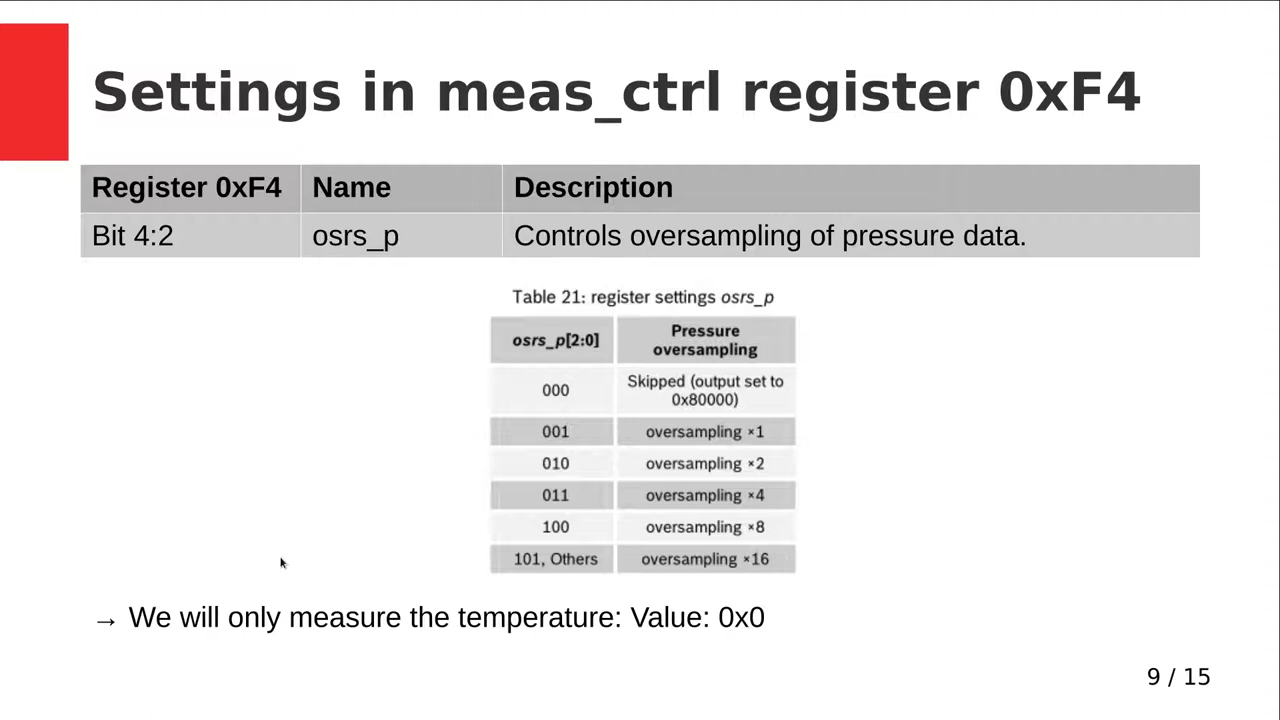 Settings in meas_ctrl register 0xF4
Register 0xF4 Name Description
Bit 4:2 osrs_p Controls oversampling of pressure data.
Table 21: register settings osrs_p
osrs_p[2:0] Pressure oversampling
000 Skipped (output set to 0x80000)
001 oversampling ×1
010 oversampling ×2
011 oversampling ×4
100 oversampling ×8
101, Others oversampling ×16
→ We will only measure the temperature: Value: 0x0
9 / 15